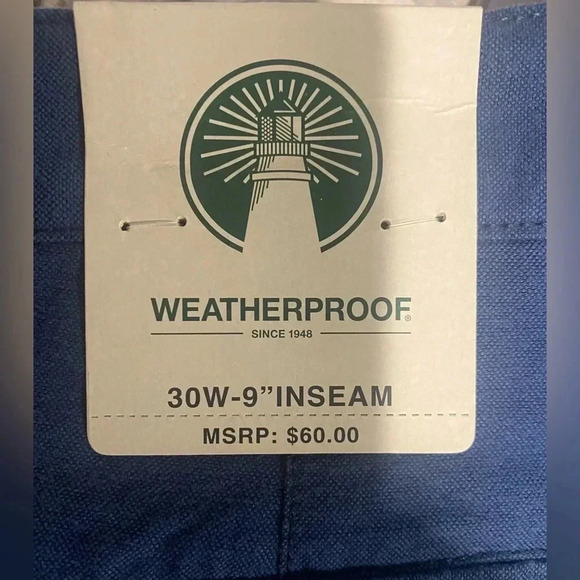 WEATHERPROOF®
SINCE 1948
30W-9”INSEAM
MSRP: $60.00